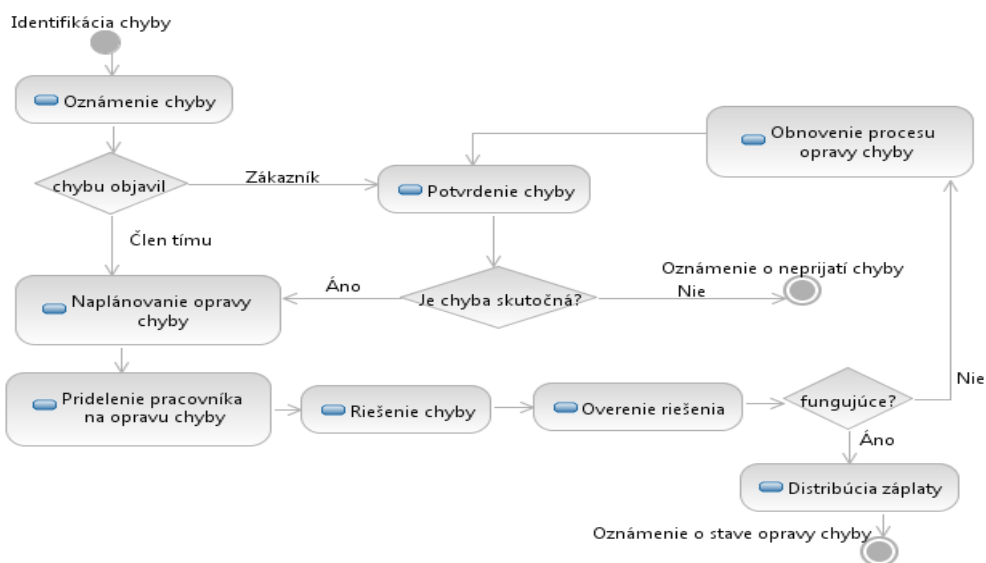 Identifikácia chyby
Oznámenie chyby
chybu objavil
Zákazník
Člen tímu
Potvrdenie chyby
Obnovenie procesu
opravy chyby
Je chyba skutočná?
Áno
Nie
Oznámenie o neprijatí chyby
Naplánovanie opravy
chyby
Pridelenie pracovníka
na opravu chyby
Riešenie chyby
Overenie riešenia
fungujúce?
Nie
Áno
Distribúcia záplaty
Oznámenie o stave opravy chyby